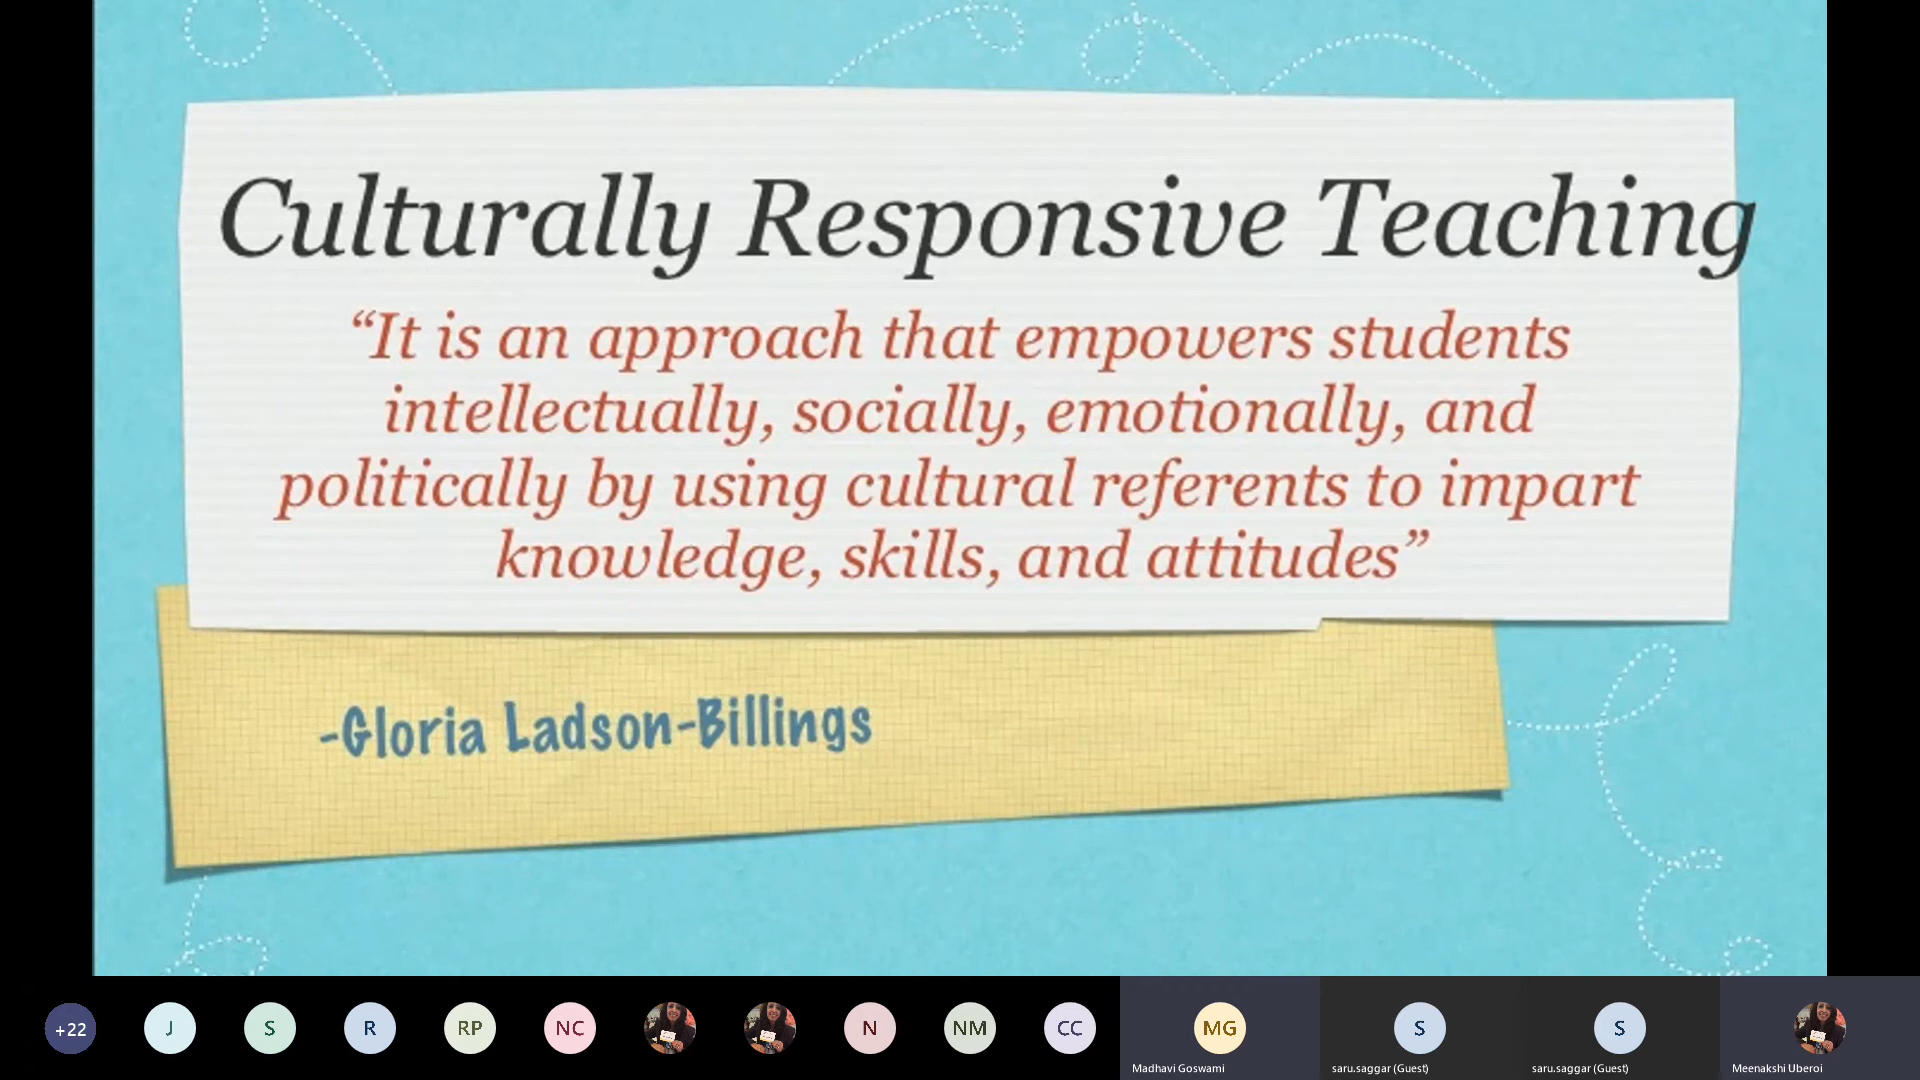 Culturally Responsive Teaching
“It is an approach that empowers students
intellectually, socially, emotionally, and
politically by using cultural referents to impart
knowledge, skills, and attitudes”
-Gloria Ladson-Billings
+22
J
S
R
RP
NC
N
NM
CC
MG
Madhavi Goswami
S
saru.saggar (Guest)
S
saru.saggar (Guest)
Meenakshi Uberoi